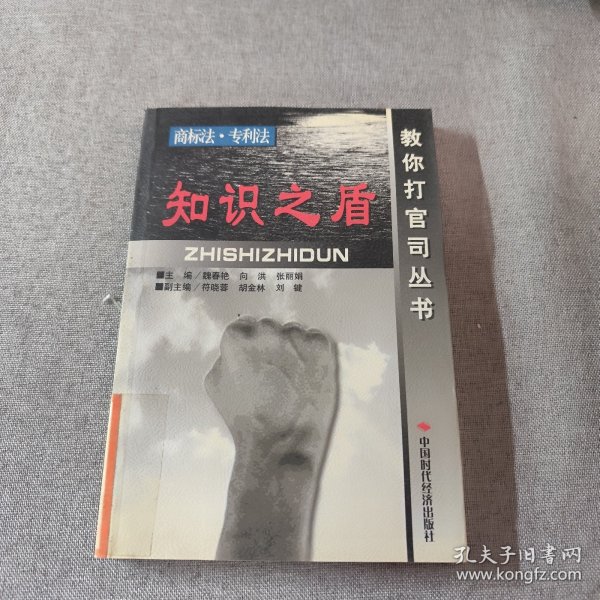 商标法·专利法
知识之盾
ZHISHIZHIDUN
■主 编／魏春艳 向 洪 张丽娟
■副主编／符晓蓉 胡金林 刘 键
教你打官司丛书
中国时代经济出版社
孔夫子旧书网
www.kongfz.com